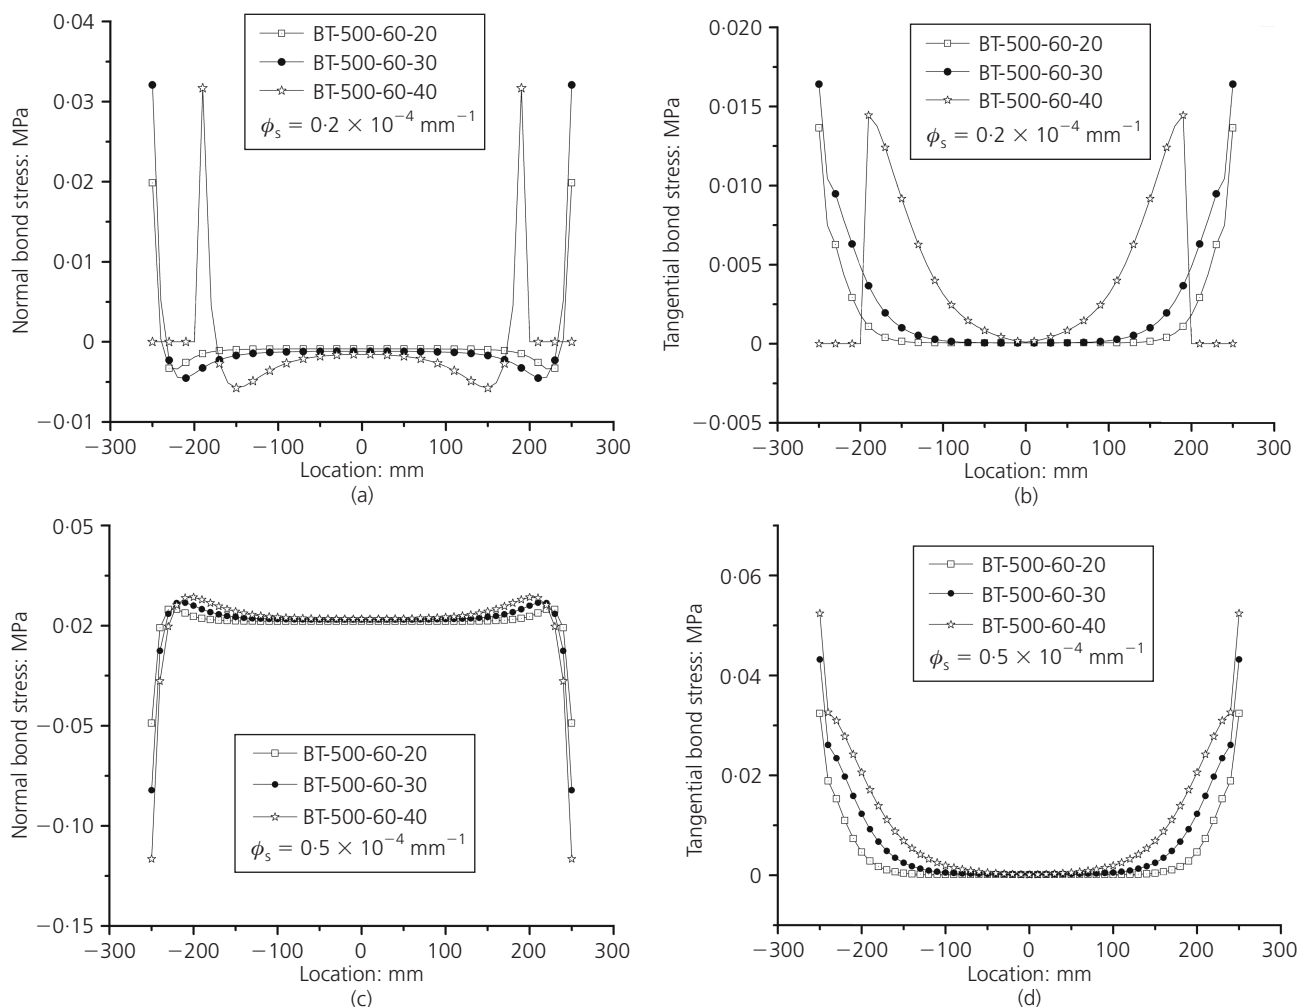 0·04
0·03
0·02
0·01
0
−0·01
Normal bond stress: MPa
BT-500-60-20
BT-500-60-30
BT-500-60-40
ϕs = 0·2 × 10−4 mm−1
−300 −200 −100 0 100 200 300
Location: mm
(a)
0·020
0·015
0·010
0·005
0
−0·005
Tangential bond stress: MPa
BT-500-60-20
BT-500-60-30
BT-500-60-40
ϕs = 0·2 × 10−4 mm−1
−300 −200 −100 0 100 200 300
Location: mm
(b)
0·05
0·02
−0·05
−0·10
−0·15
Normal bond stress: MPa
BT-500-60-20
BT-500-60-30
BT-500-60-40
ϕs = 0·5 × 10−4 mm−1
−300 −200 −100 0 100 200 300
Location: mm
(c)
0·06
0·04
0·02
0
Tangential bond stress: MPa
BT-500-60-20
BT-500-60-30
BT-500-60-40
ϕs = 0·5 × 10−4 mm−1
−300 −200 −100 0 100 200 300
Location: mm
(d)